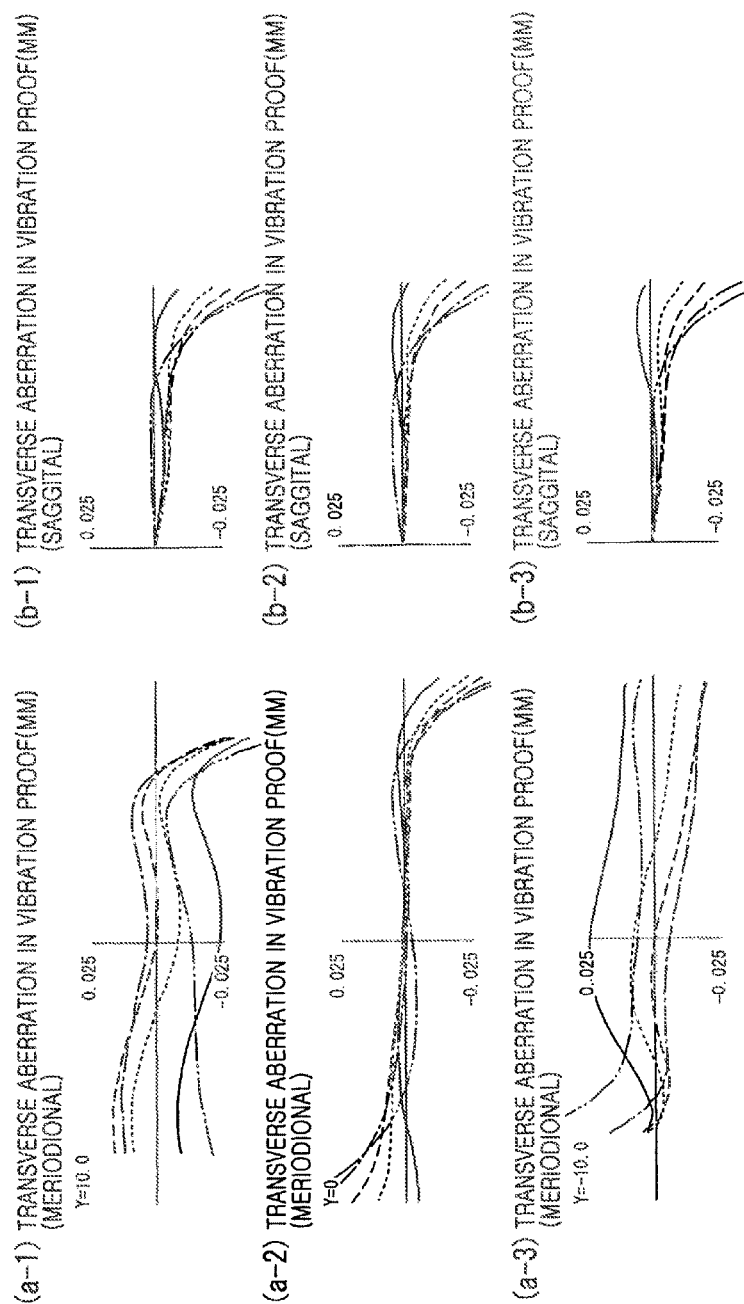 (a-1) TRANSVERSE ABERRATION IN VIBRATION PROOF(MM)
(MERIODIONAL)
Y=10.0
0.025
-0.025
(b-1) TRANSVERSE ABERRATION IN VIBRATION PROOF(MM)
(SAGGITAL)
0.025
-0.025
(a-2) TRANSVERSE ABERRATION IN VIBRATION PROOF(MM)
(MERIODIONAL)
Y=0
0.025
-0.025
(b-2) TRANSVERSE ABERRATION IN VIBRATION PROOF(MM)
(SAGGITAL)
0.025
-0.025
(a-3) TRANSVERSE ABERRATION IN VIBRATION PROOF(MM)
(MERIODIONAL)
Y=-10.0
0.025
-0.025
(b-3) TRANSVERSE ABERRATION IN VIBRATION PROOF(MM)
(SAGGITAL)
0.025
-0.025